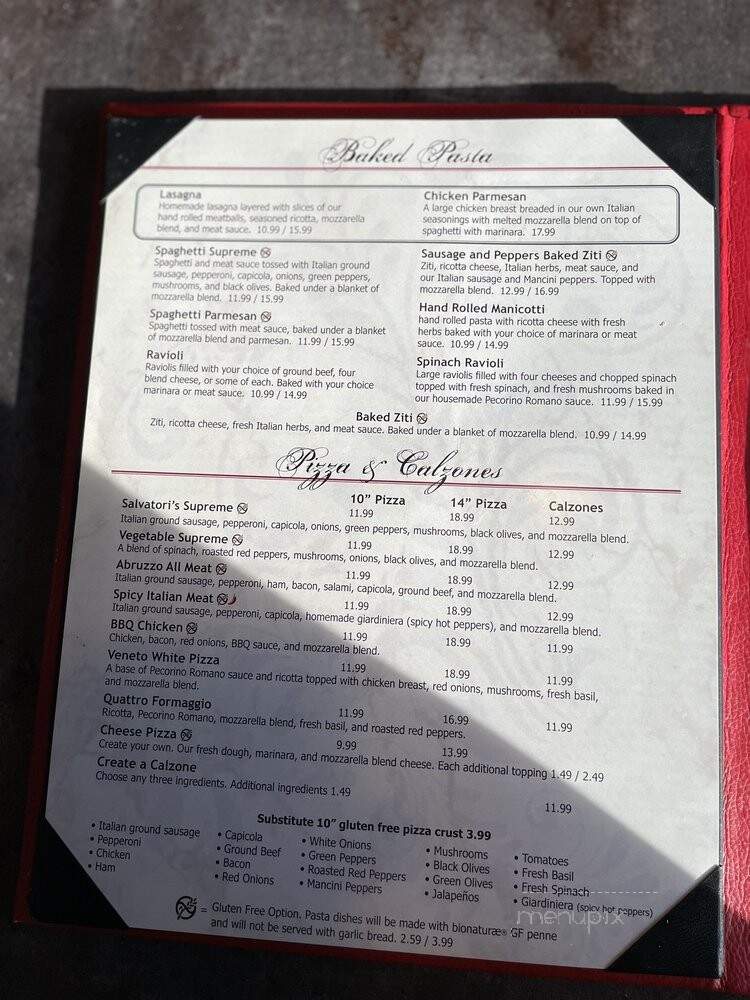 Baked Pasta
Lasagna
Homemade lasagna layered with slices of our
hand rolled meatballs, seasoned ricotta, mozzarella
blend, and meat sauce. 10.99 / 15.99
Chicken Parmesan
A large chicken breast breaded in our own Italian
seasonings with melted mozzarella blend on top of
spaghetti with marinara. 17.99
Spaghetti Supreme
Spaghetti and meat sauce tossed with Italian ground
sausage, pepperoni, capicola, onions, green peppers,
mushrooms, and black olives. Baked under a blanket of
mozzarella blend. 11.99 / 15.99
Sausage and Peppers Baked Ziti
Ziti, ricotta cheese, Italian herbs, meat sauce, and
our Italian sausage and Mancini peppers. Topped with
mozzarella blend. 12.99 / 16.99
Spaghetti Parmesan
Spaghetti tossed with meat sauce, baked under a blanket
of mozzarella blend and parmesan. 11.99 / 15.99
Hand Rolled Manicotti
hand rolled pasta with ricotta cheese with fresh
herbs baked with your choice of marinara or meat
sauce. 10.99 / 14.99
Ravioli
Raviolis filled with your choice of ground beef, four
blend cheese, or some of each. Baked with your choice
marinara or meat sauce. 10.99 / 14.99
Spinach Ravioli
Large raviolis filled with four cheeses and chopped spinach
topped with fresh spinach, and fresh mushrooms baked in
our housemade Pecorino Romano sauce. 11.99 / 15.99
Baked Ziti
Ziti, ricotta cheese, fresh Italian herbs, and meat sauce. Baked under a blanket of mozzarella blend. 10.99 / 14.99
Pizza & Calzones
10" Pizza 14" Pizza Calzones
Salvatori's Supreme 11.99 18.99 12.99
Italian ground sausage, pepperoni, capicola, onions, green peppers, mushrooms, black olives, and mozzarella blend.
Vegetable Supreme 11.99 18.99 12.99
A blend of spinach, roasted red peppers, mushrooms, onions, black olives, and mozzarella blend.
Abruzzo All Meat 11.99 18.99 12.99
Italian ground sausage, pepperoni, ham, bacon, salami, capicola, ground beef, and mozzarella blend.
Spicy Italian Meat 11.99 18.99 12.99
Italian ground sausage, pepperoni, capicola, homemade giardiniera (spicy hot peppers), and mozzarella blend.
BBQ Chicken 11.99 18.99 11.99
Chicken, bacon, red onions, BBQ sauce, and mozzarella blend.
Veneto White Pizza 11.99 18.99 11.99
A base of Pecorino Romano sauce and ricotta topped with chicken breast, red onions, mushrooms, fresh basil,
and mozzarella blend.
Quattro Formaggio 11.99 16.99 11.99
Ricotta, Pecorino Romano, mozzarella blend, fresh basil, and roasted red peppers.
Cheese Pizza 9.99 13.99
Create your own. Our fresh dough, marinara, and mozzarella blend cheese. Each additional topping 1.49 / 2.49
Create a Calzone 11.99
Choose any three ingredients. Additional ingredients 1.49
Substitute 10" gluten free pizza crust 3.99
• Italian ground sausage
• Pepperoni
• Chicken
• Ham
• Capicola
• Ground Beef
• Bacon
• Red Onions
• White Onions
• Green Peppers
• Roasted Red Peppers
• Mancini Peppers
• Mushrooms
• Black Olives
• Green Olives
• Jalapeños
• Tomatoes
• Fresh Basil
• Fresh Spinach
• Giardiniera (spicy hot peppers)
= Gluten Free Option. Pasta dishes will be made with bionaturæ® GF penne
and will not be served with garlic bread. 2.59 / 3.99
menupix